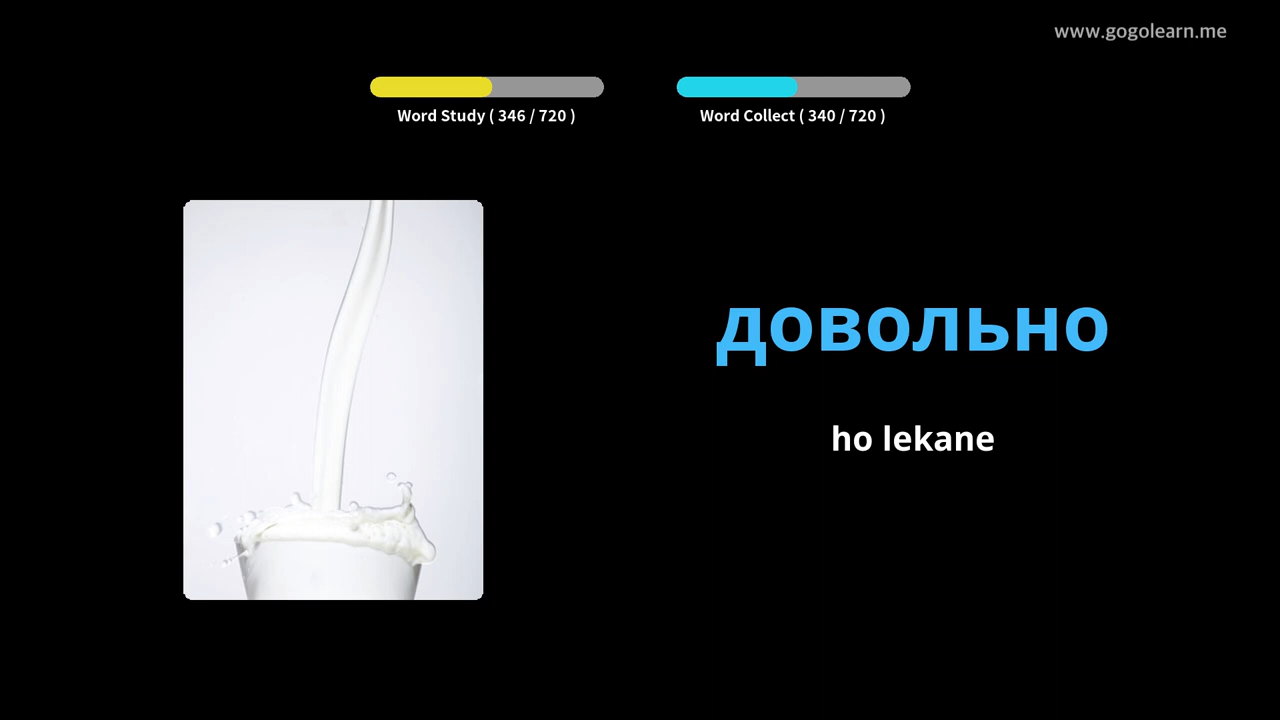 www.gogolearn.me
Word Study ( 346 / 720 )
Word Collect ( 340 / 720 )
довольно
ho lekane